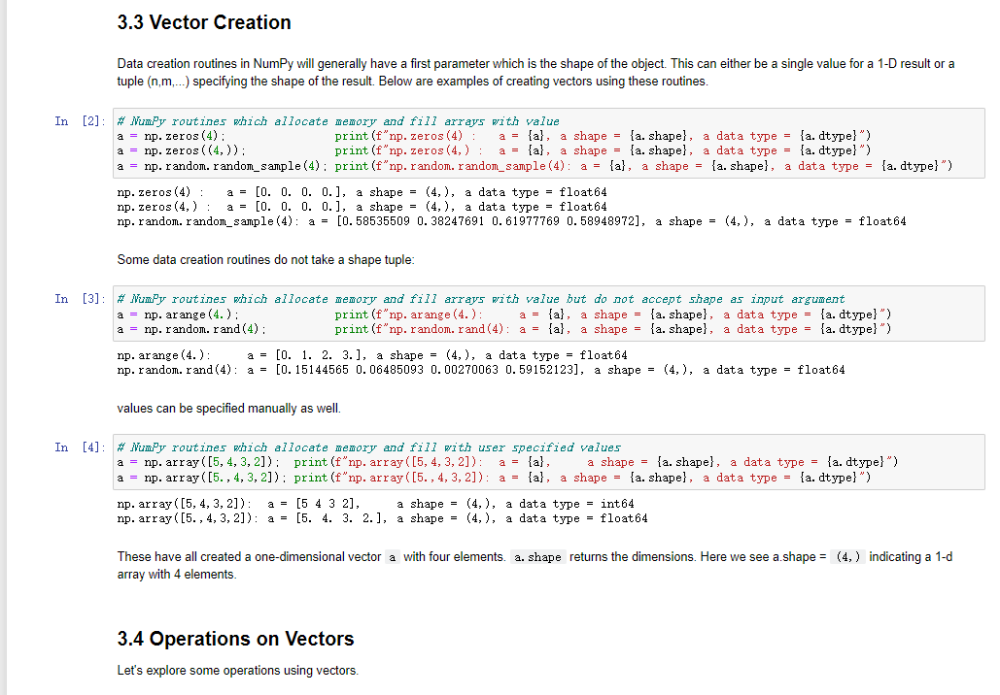 3.3 Vector Creation
Data creation routines in NumPy will generally have a first parameter which is the shape of the object. This can either be a single value for a 1-D result or a
tuple (n,m,...) specifying the shape of the result. Below are examples of creating vectors using these routines.
In [2]: # NumPy routines which allocate memory and fill arrays with value
a = np.zeros(4);                print(f"np.zeros(4) :   a = {a}, a shape = {a.shape}, a data type = {a.dtype}")
a = np.zeros((4,));             print(f"np.zeros(4,) :  a = {a}, a shape = {a.shape}, a data type = {a.dtype}")
a = np.random.random_sample(4); print(f"np.random.random_sample(4): a = {a}, a shape = {a.shape}, a data type = {a.dtype}")
np.zeros(4) :   a = [0. 0. 0. 0.], a shape = (4,), a data type = float64
np.zeros(4,) :  a = [0. 0. 0. 0.], a shape = (4,), a data type = float64
np.random.random_sample(4): a = [0.58535509 0.38247691 0.61977769 0.58948972], a shape = (4,), a data type = float64
Some data creation routines do not take a shape tuple:
In [3]: # NumPy routines which allocate memory and fill arrays with value but do not accept shape as input argument
a = np.arange(4.);              print(f"np.arange(4.):     a = {a}, a shape = {a.shape}, a data type = {a.dtype}")
a = np.random.rand(4);          print(f"np.random.rand(4): a = {a}, a shape = {a.shape}, a data type = {a.dtype}")
np.arange(4.):     a = [0. 1. 2. 3.], a shape = (4,), a data type = float64
np.random.rand(4): a = [0.15144565 0.06485093 0.00270063 0.59152123], a shape = (4,), a data type = float64
values can be specified manually as well.
In [4]: # NumPy routines which allocate memory and fill with user specified values
a = np.array([5,4,3,2]);  print(f"np.array([5,4,3,2]):  a = {a},     a shape = {a.shape}, a data type = {a.dtype}")
a = np.array([5.,4,3,2]); print(f"np.array([5.,4,3,2]): a = {a}, a shape = {a.shape}, a data type = {a.dtype}")
np.array([5,4,3,2]):  a = [5 4 3 2],     a shape = (4,), a data type = int64
np.array([5.,4,3,2]): a = [5. 4. 3. 2.], a shape = (4,), a data type = float64
These have all created a one-dimensional vector a with four elements. a.shape returns the dimensions. Here we see a.shape = (4,) indicating a 1-d
array with 4 elements.
3.4 Operations on Vectors
Let's explore some operations using vectors.